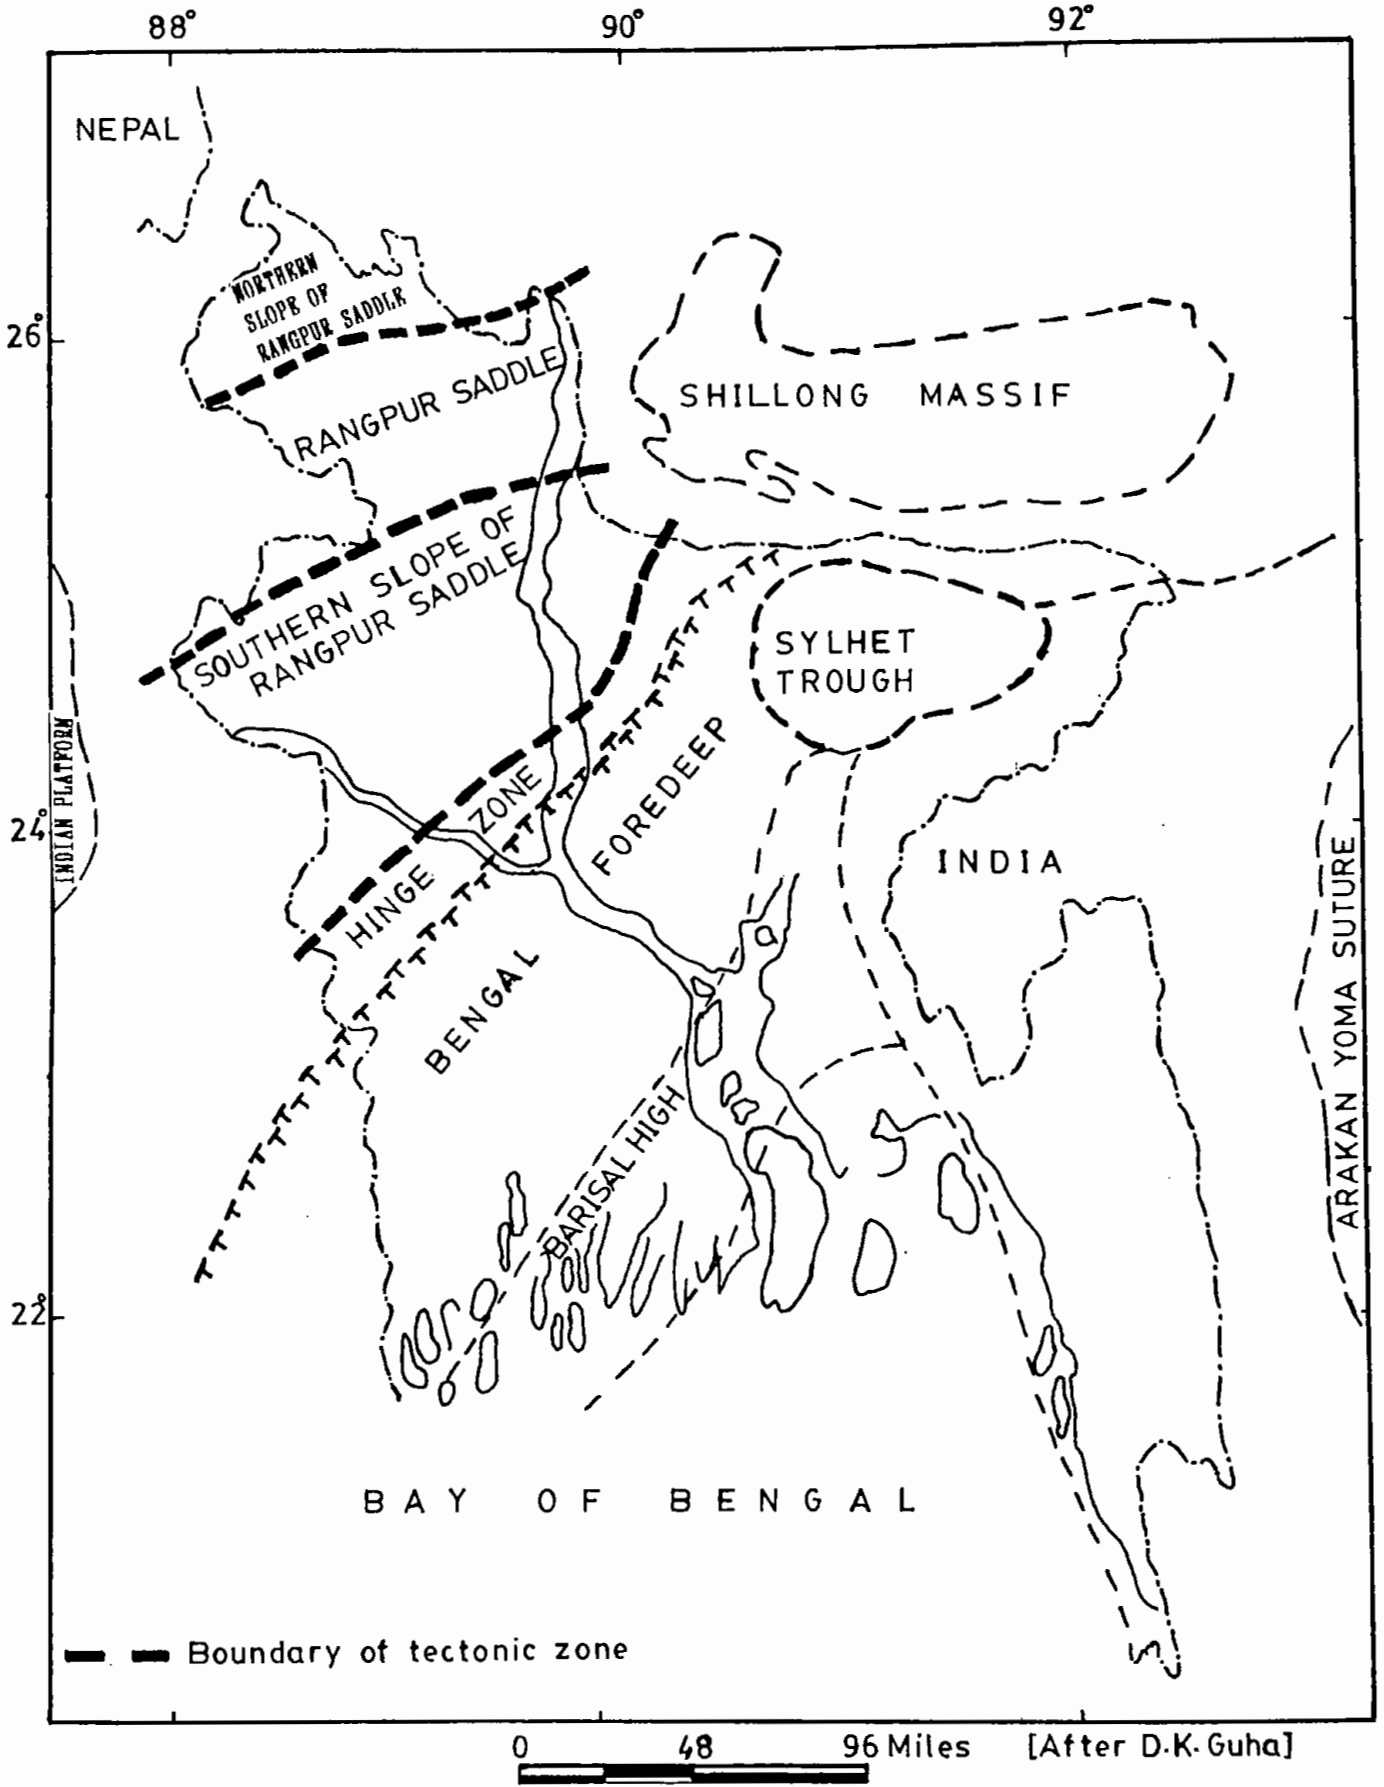 88° 90° 92°
NEPAL
NORTHERN
SLOPE OF
RANGPUR SADDLE
26°
RANGPUR SADDLE
SHILLONG MASSIF
SOUTHERN SLOPE OF
RANGPUR SADDLE
SYLHET
TROUGH
INDIAN PLATFORM
24°
HINGE ZONE
BENGAL FOREDEEP
INDIA
ARAKAN YOMA SUTURE
BARISAL HIGH
22°
BAY OF BENGAL
Boundary of tectonic zone
0 48 96 Miles [After D.K. Guha]